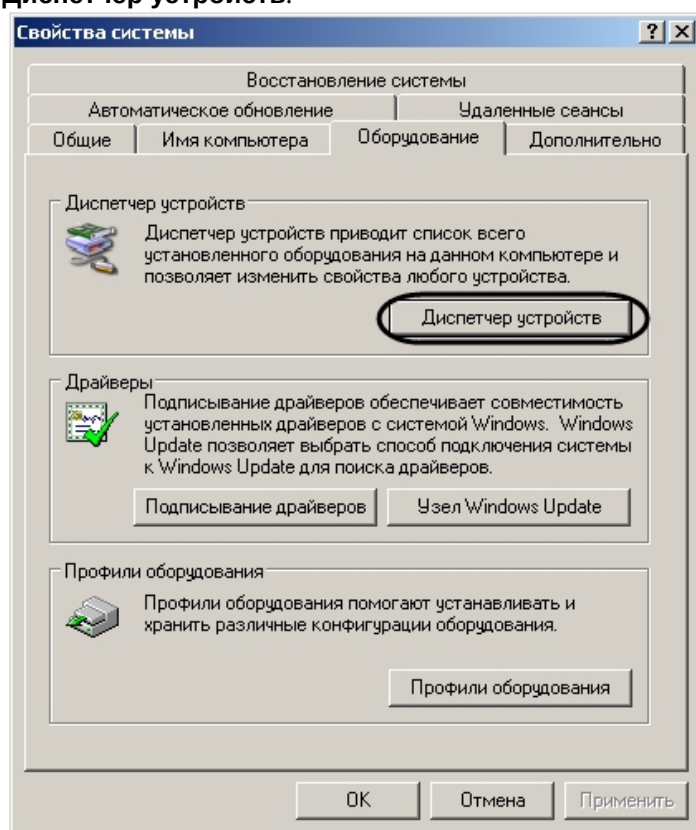 Диспетчер устройств.
Свойства системы
Восстановление системы
Автоматическое обновление Удаленные сеансы
Общие Имя компьютера Оборудование Дополнительно
Диспетчер устройств
Диспетчер устройств приводит список всего
установленного оборудования на данном компьютере и
позволяет изменить свойства любого устройства.
Диспетчер устройств
Драйверы
Подписывание драйверов обеспечивает совместимость
установленных драйверов с системой Windows. Windows
Update позволяет выбрать способ подключения системы
к Windows Update для поиска драйверов.
Подписывание драйверов Узел Windows Update
Профили оборудования
Профили оборудования помогают устанавливать и
хранить различные конфигурации оборудования.
Профили оборудования
OK Отмена Применить